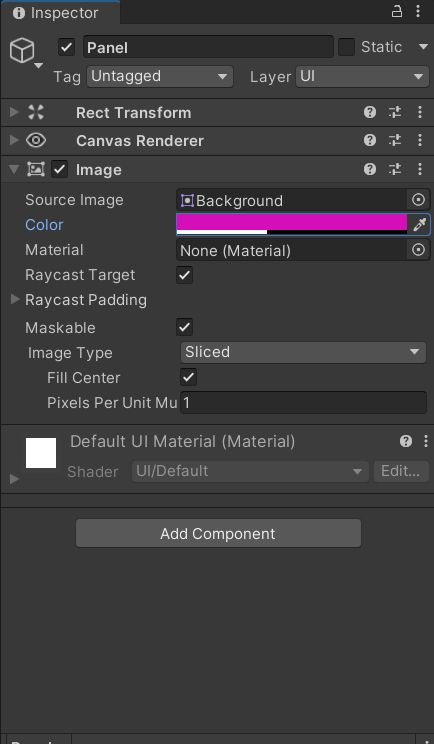 Inspector
Panel Static
Tag Untagged Layer UI
Rect Transform
Canvas Renderer
Image
Source Image Background
Color
Material None (Material)
Raycast Target
Raycast Padding
Maskable
Image Type Sliced
Fill Center
Pixels Per Unit Mu 1
Default UI Material (Material)
Shader UI/Default Edit...
Add Component